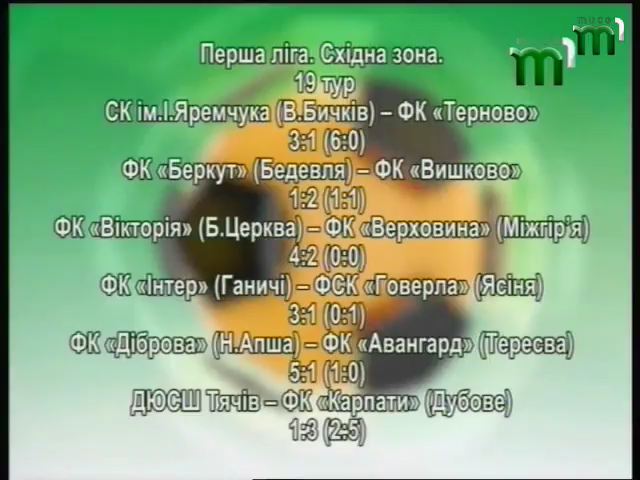 Перша ліга. Східна зона.
19 тур
СК ім.І.Яремчука (В.Бичків) – ФК «Терново»
3:1 (6:0)
ФК «Беркут» (Бедевля) – ФК «Вишково»
1:2 (1:1)
ФК «Вікторія» (Б.Церква) – ФК «Верховина» (Міжгір'я)
4:2 (0:0)
ФК «Інтер» (Ганичі) – ФСК «Говерла» (Ясіня)
3:1 (0:1)
ФК «Діброва» (Н.Апша) – ФК «Авангард» (Тересва)
5:1 (1:0)
ДЮСШ Тячів – ФК «Карпати» (Дубове)
1:3 (2:5)
m1
m1